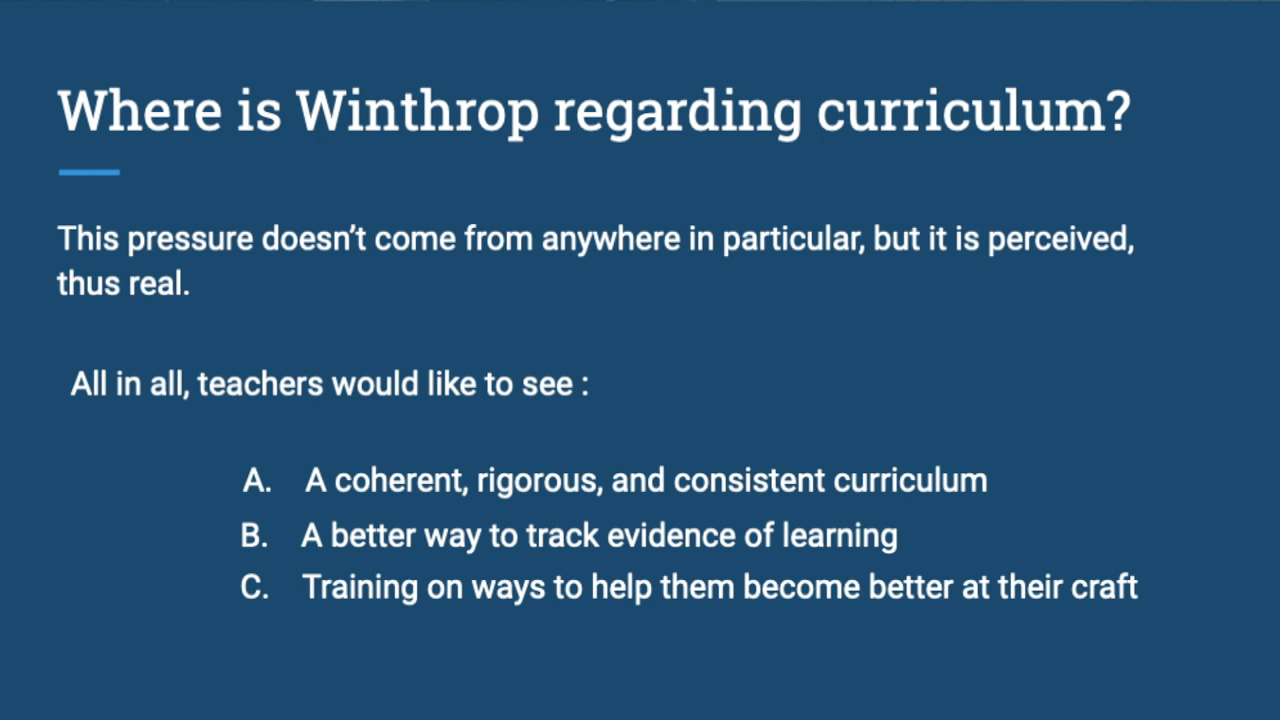 Where is Winthrop regarding curriculum?
This pressure doesn't come from anywhere in particular, but it is perceived,
thus real.
All in all, teachers would like to see :
A. A coherent, rigorous, and consistent curriculum
B. A better way to track evidence of learning
C. Training on ways to help them become better at their craft